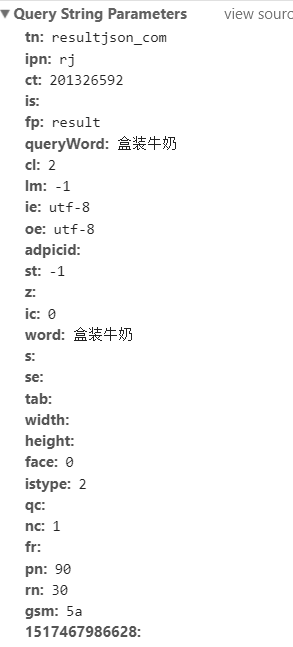 ▼ Query String Parameters view sourc
tn: resultjson_com
ipn: rj
ct: 201326592
is:
fp: result
queryWord: 盒装牛奶
cl: 2
lm: -1
ie: utf-8
oe: utf-8
adpicid:
st: -1
z:
ic: 0
word: 盒装牛奶
s:
se:
tab:
width:
height:
face: 0
istype: 2
qc:
nc: 1
fr:
pn: 90
rn: 30
gsm: 5a
1517467986628: